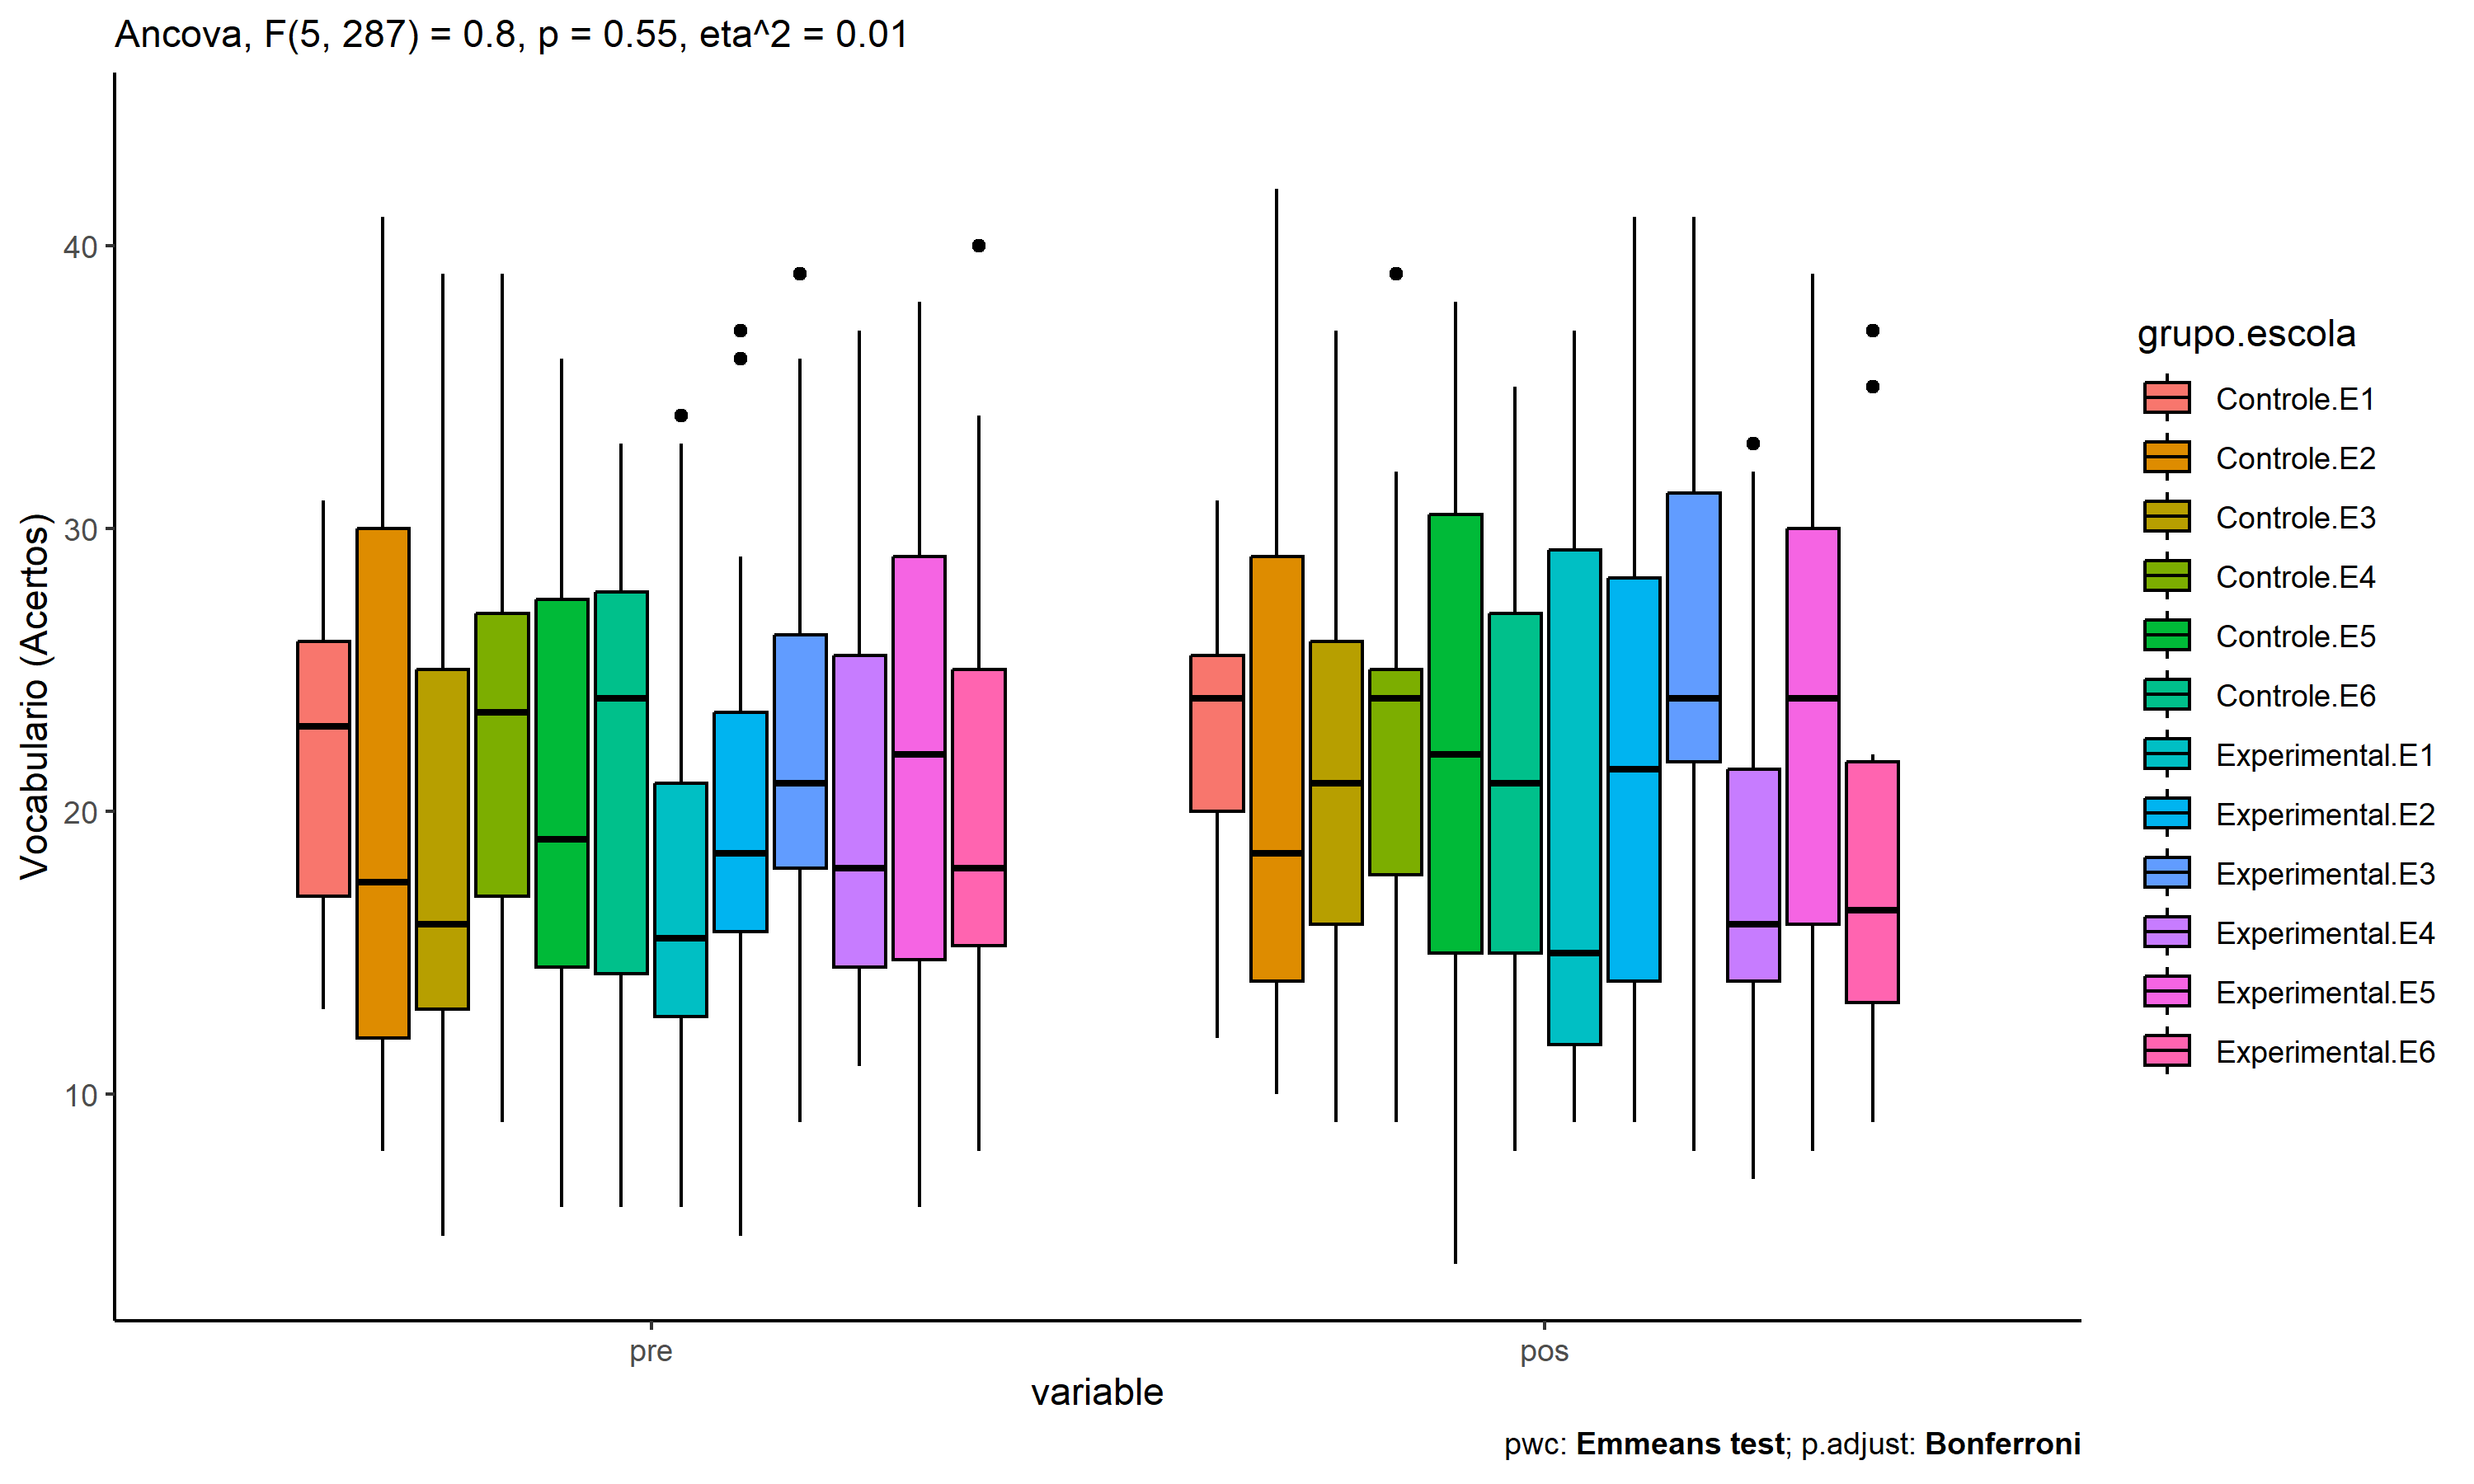 Ancova, F(5, 287) = 0.8, p = 0.55, eta^2 = 0.01
Vocabulario (Acertos)
40
30
20
10
pre
pos
variable
grupo.escola
Controle.E1
Controle.E2
Controle.E3
Controle.E4
Controle.E5
Controle.E6
Experimental.E1
Experimental.E2
Experimental.E3
Experimental.E4
Experimental.E5
Experimental.E6
pwc: Emmeans test; p.adjust: Bonferroni